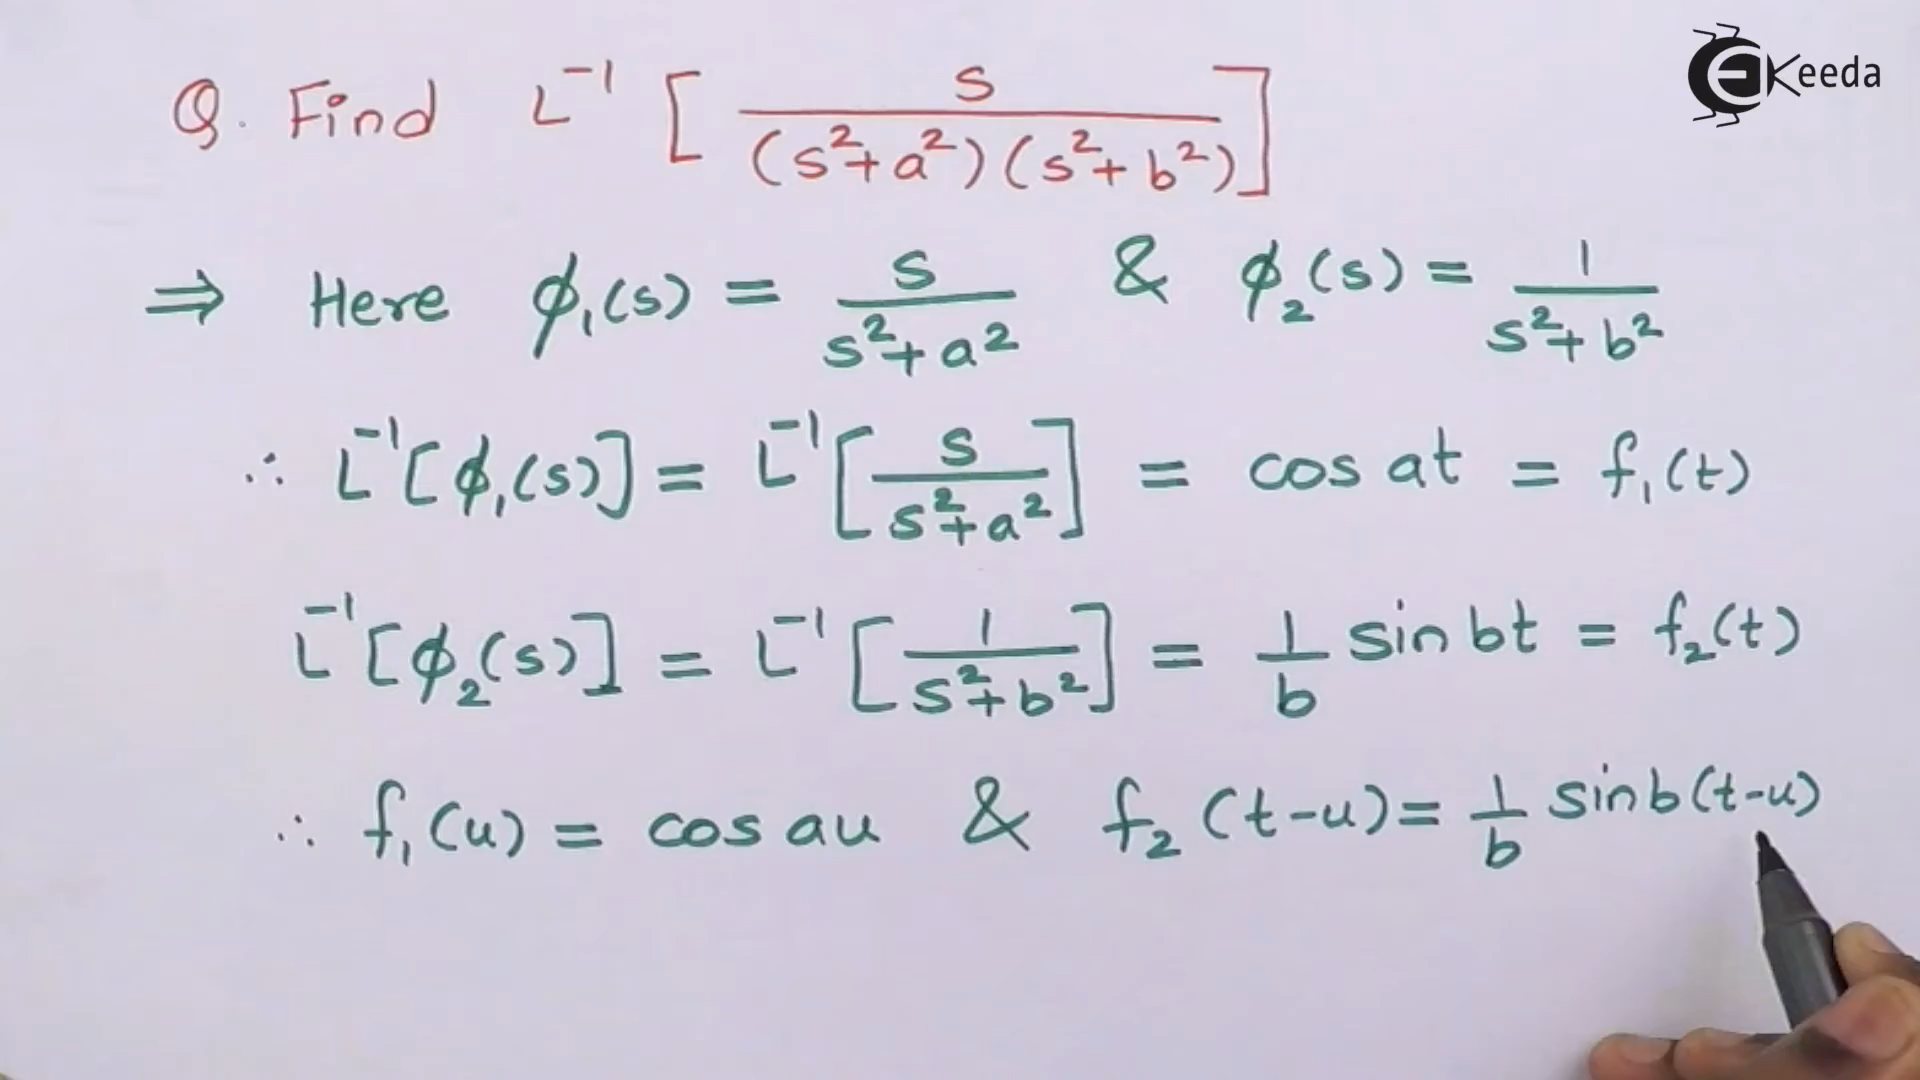 Keeda
Q. Find L⁻¹ [ s / (s²+a²)(s²+b²) ]
⇒ Here ϕ₁(s) = s / s²+a² & ϕ₂(s) = 1 / s²+b²
∴ L⁻¹[ϕ₁(s)] = L⁻¹[ s / s²+a² ] = cos at = f₁(t)
L⁻¹[ϕ₂(s)] = L⁻¹[ 1 / s²+b² ] = 1/b sin bt = f₂(t)
∴ f₁(u) = cos au & f₂(t-u) = 1/b sin b(t-u)